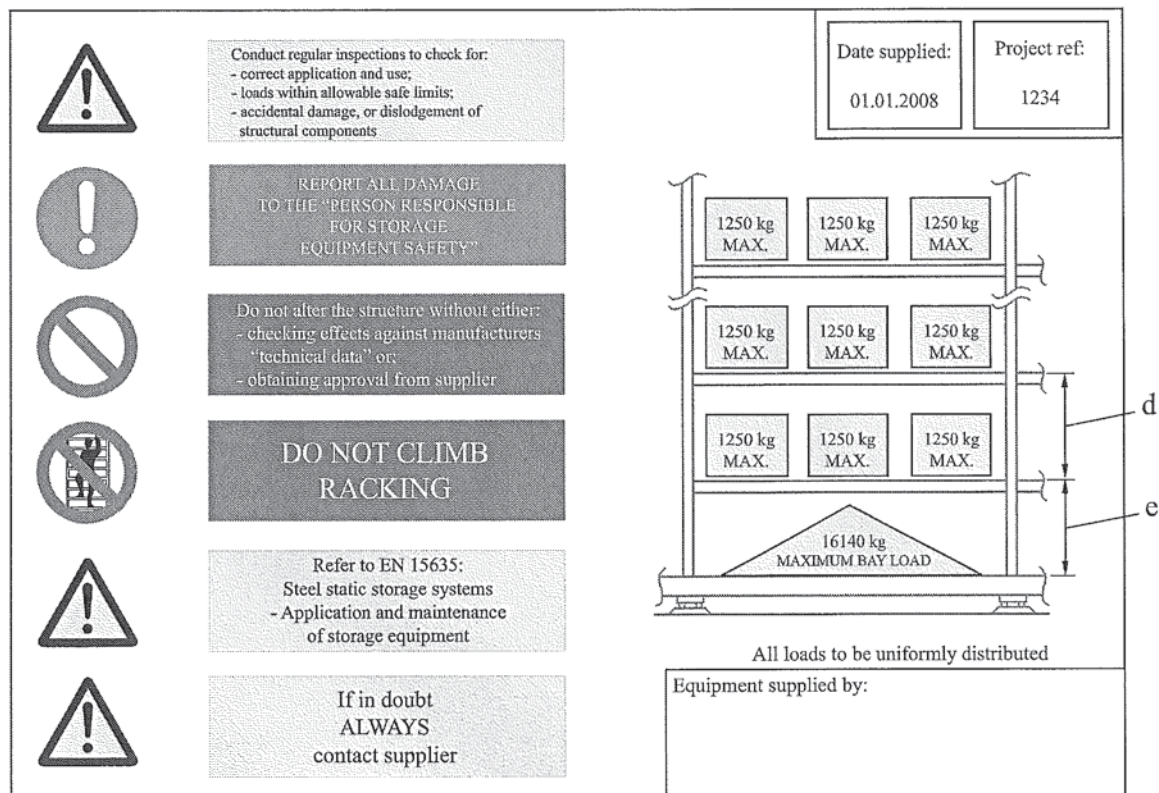 Conduct regular inspections to check for:
- correct application and use;
- loads within allowable safe limits;
- accidental damage, or dislodgement of
structural components
REPORT ALL DAMAGE
TO THE "PERSON RESPONSIBLE
FOR STORAGE
EQUIPMENT SAFETY"
Do not alter the structure without either:
- checking effects against manufacturers
"technical data" or;
- obtaining approval from supplier
DO NOT CLIMB
RACKING
Refer to EN 15635:
Steel static storage systems
- Application and maintenance
of storage equipment
If in doubt
ALWAYS
contact supplier
Date supplied:
01.01.2008
Project ref:
1234
1250 kg
MAX.
1250 kg
MAX.
1250 kg
MAX.
1250 kg
MAX.
1250 kg
MAX.
1250 kg
MAX.
1250 kg
MAX.
1250 kg
MAX.
1250 kg
MAX.
d
e
16140 kg
MAXIMUM BAY LOAD
All loads to be uniformly distributed
Equipment supplied by: